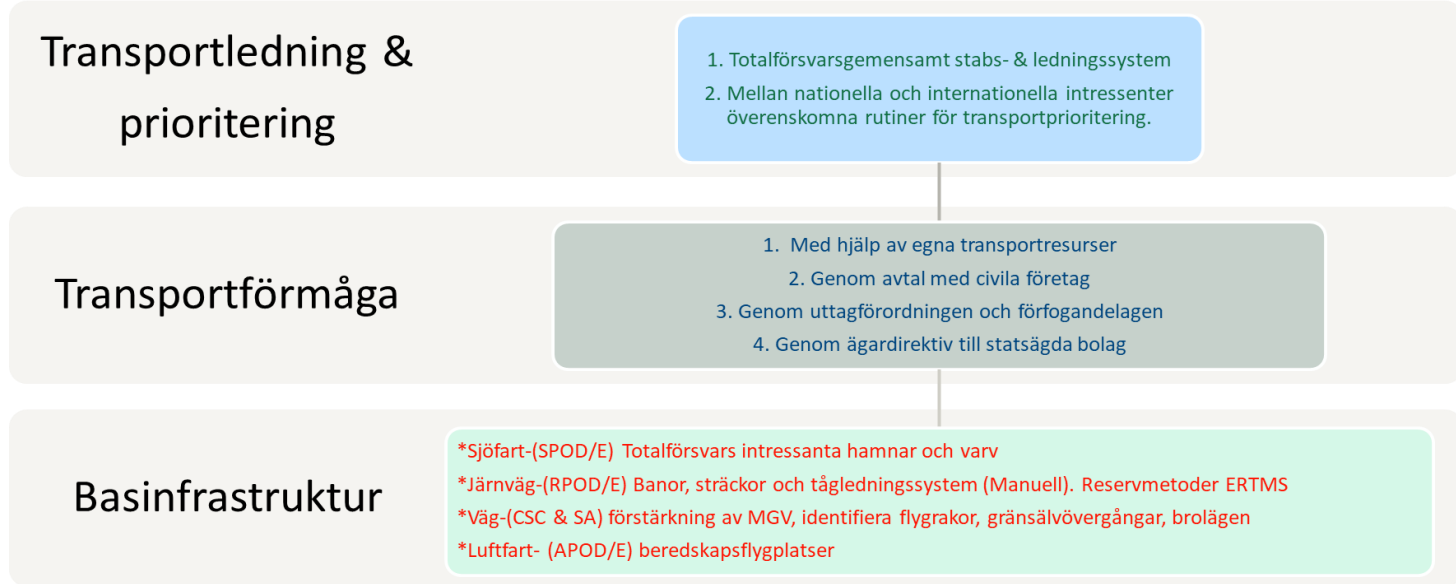 Transportledning &
prioritering
1. Totalförsvarsgemensamt stabs- & ledningssystem
2. Mellan nationella och internationella intressenter
överenskomna rutiner för transportprioritering.
Transportförmåga
1. Med hjälp av egna transportresurser
2. Genom avtal med civila företag
3. Genom uttagförordningen och förfogandelagen
4. Genom ägardirektiv till statsägda bolag
Basinfrastruktur
*Sjöfart-(SPOD/E) Totalförsvars intressanta hamnar och varv
*Järnväg-(RPOD/E) Banor, sträckor och tågledningssystem (Manuell). Reservmetoder ERTMS
*Väg-(CSC & SA) förstärkning av MGV, identifiera flygrakor, gränsälvövergångar, brolägen
*Luftfart- (APOD/E) beredskapsflygplatser